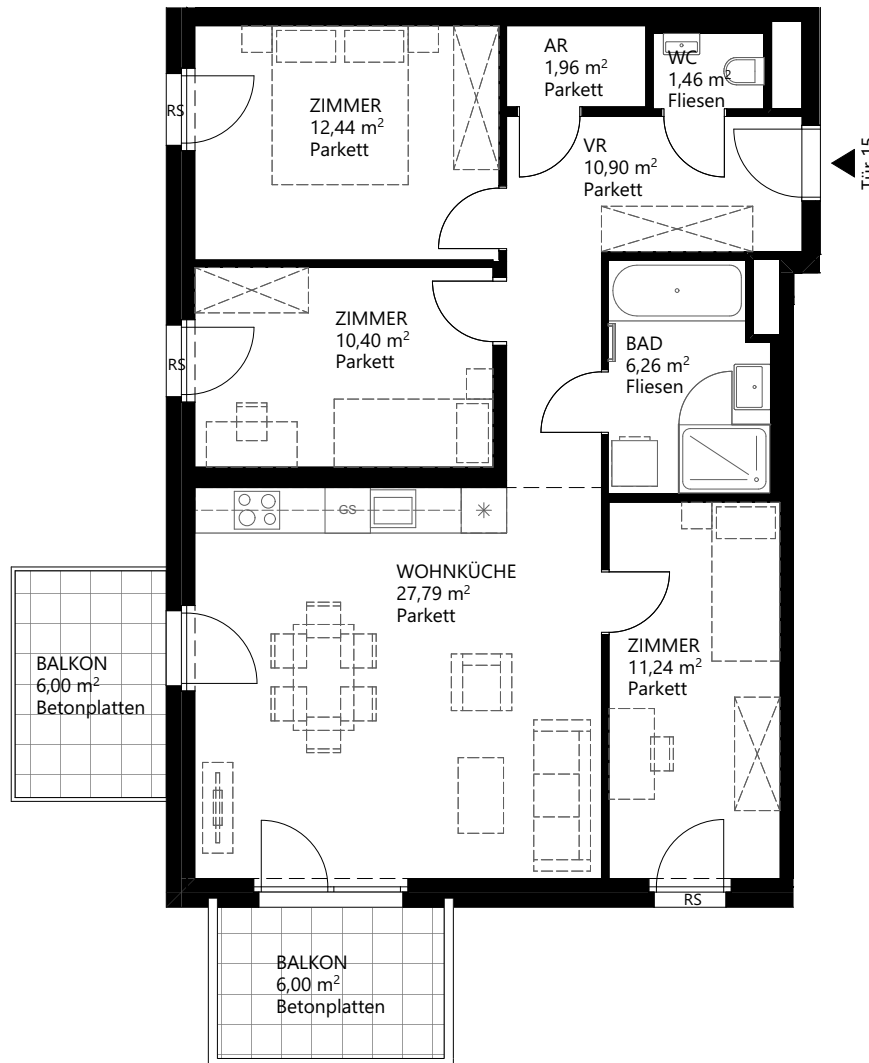 AR
1,96 m²
Parkett
WC
1,46 m²
Fliesen
ZIMMER
12,44 m²
Parkett
RS
VR
10,90 m²
Parkett
Tür 15
ZIMMER
10,40 m²
Parkett
RS
BAD
6,26 m²
Fliesen
GS
WOHNKÜCHE
27,79 m²
Parkett
ZIMMER
11,24 m²
Parkett
BALKON
6,00 m²
Betonplatten
RS
BALKON
6,00 m²
Betonplatten